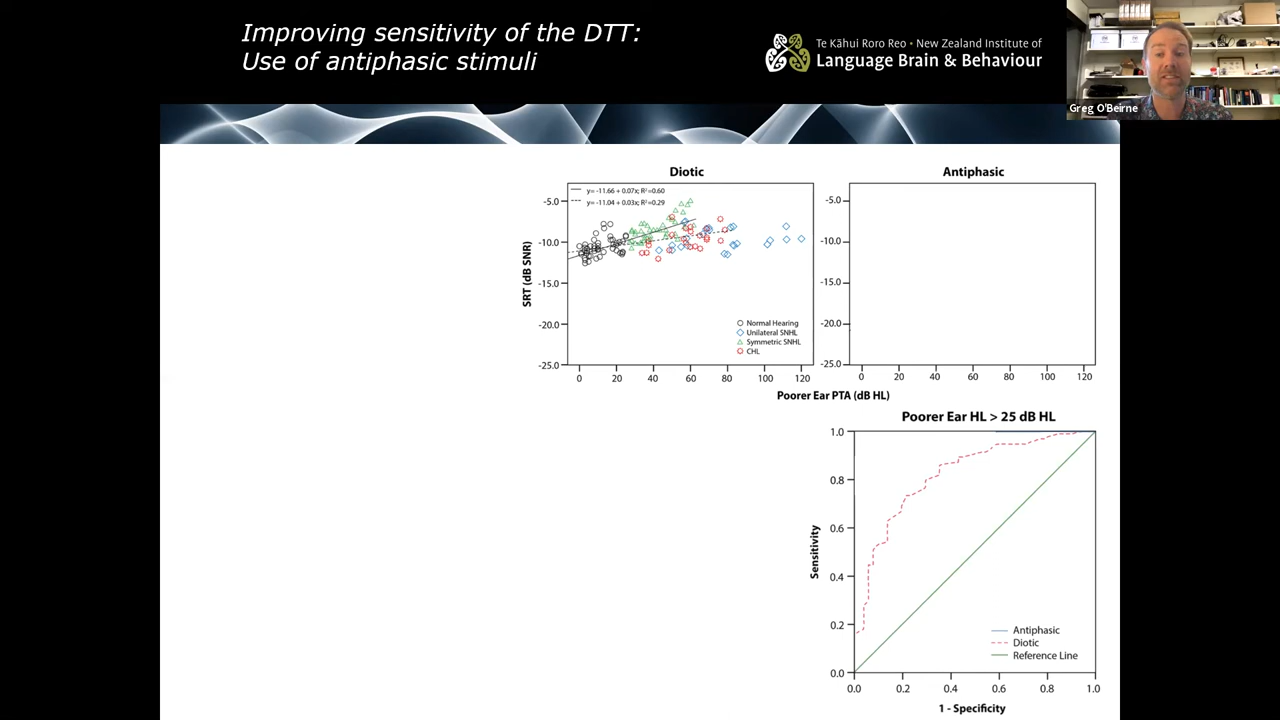 Improving sensitivity of the DTT:
Use of antiphasic stimuli
Te Kāhui Roro Reo • New Zealand Institute of
Language Brain & Behaviour
Greg O'Beirne
Diotic
Antiphasic
y= -11.66 + 0.07x; R²=0.60
y= -11.04 + 0.03x; R²=0.29
-5.0
-10.0
-15.0
-20.0
-25.0
SRT (dB SNR)
Normal Hearing
Unilateral SNHL
Symmetric SNHL
CHL
0 20 40 60 80 100 120
-5.0
-10.0
-15.0
-20.0
-25.0
0 20 40 60 80 100 120
Poorer Ear PTA (dB HL)
Poorer Ear HL > 25 dB HL
1.0
0.8
0.6
0.4
0.2
0.0
Sensitivity
Antiphasic
Diotic
Reference Line
0.0 0.2 0.4 0.6 0.8 1.0
1 - Specificity